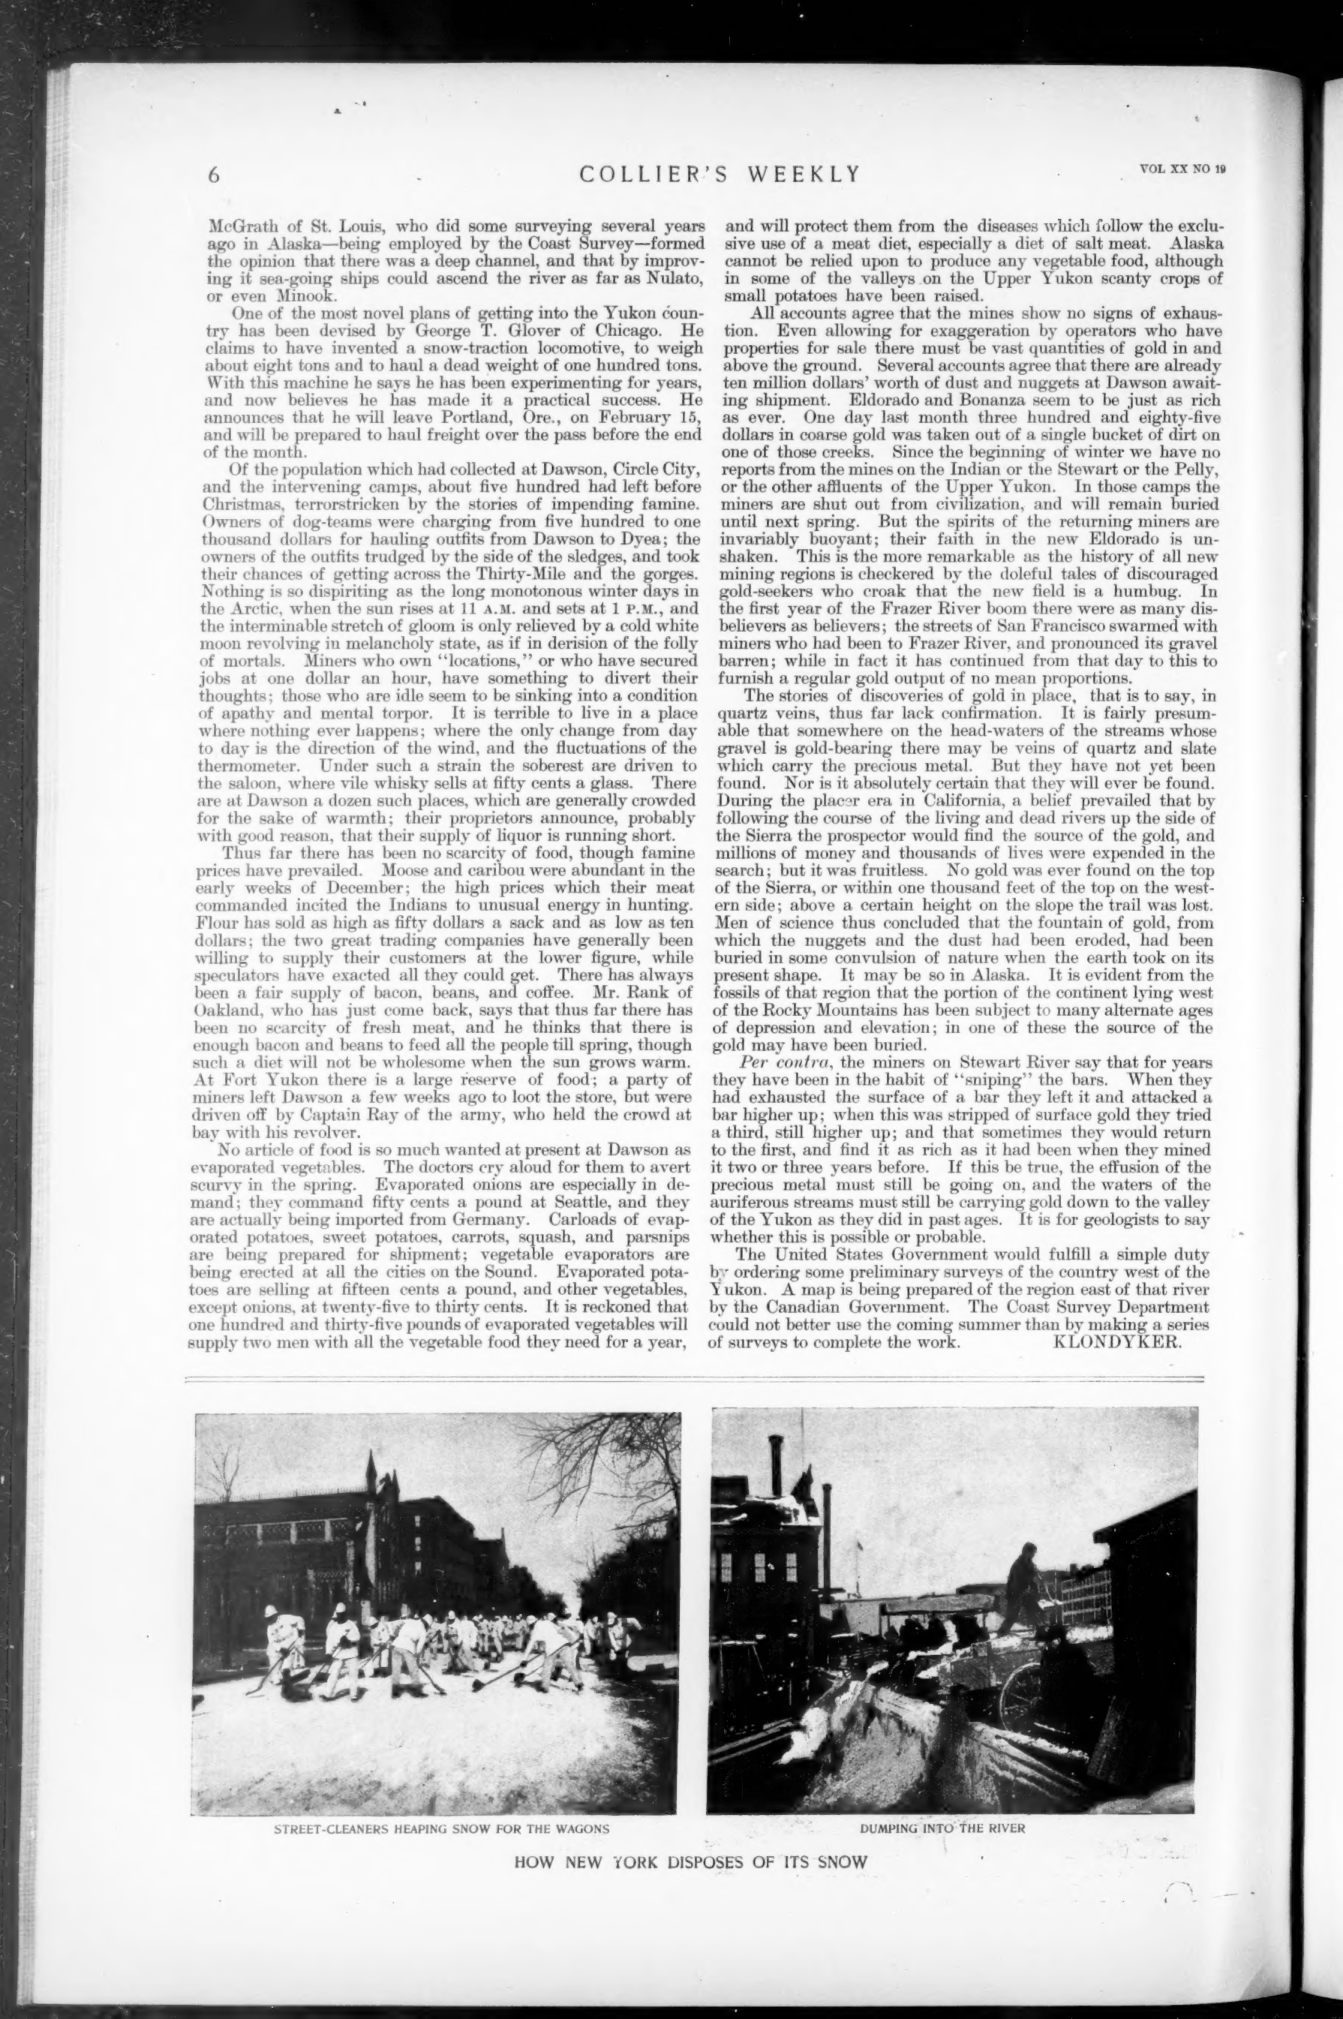 6
COLLIER'S WEEKLY
VOL XX NO 19
McGrath of St. Louis, who did some surveying several years
ago in Alaska—being employed by the Coast Survey—formed
the opinion that there was a deep channel, and that by improv-
ing it sea-going ships could ascend the river as far as Nulato,
or even Minook.
One of the most novel plans of getting into the Yukon coun-
try has been devised by George T. Glover of Chicago. He
claims to have invented a snow-traction locomotive, to weigh
about eight tons and to haul a dead weight of one hundred tons.
With this machine he says he has been experimenting for years,
and now believes he has made it a practical success. He
announces that he will leave Portland, Ore., on February 15,
and will be prepared to haul freight over the pass before the end
of the month.
Of the population which had collected at Dawson, Circle City,
and the intervening camps, about five hundred had left before
Christmas, terrorstricken by the stories of impending famine.
Owners of dog-teams were charging from five hundred to one
thousand dollars for hauling outfits from Dawson to Dyea; the
owners of the outfits trudged by the side of the sledges, and took
their chances of getting across the Thirty-Mile and the gorges.
Nothing is so dispiriting as the long monotonous winter days in
the Arctic, when the sun rises at 11 A.M. and sets at 1 P.M., and
the interminable stretch of gloom is only relieved by a cold white
moon revolving in melancholy state, as if in derision of the folly
of mortals. Miners who own "locations," or who have secured
jobs at one dollar an hour, have something to divert their
thoughts; those who are idle seem to be sinking into a condition
of apathy and mental torpor. It is terrible to live in a place
where nothing ever happens; where the only change from day
to day is the direction of the wind, and the fluctuations of the
thermometer. Under such a strain the soberest are driven to
the saloon, where vile whisky sells at fifty cents a glass. There
are at Dawson a dozen such places, which are generally crowded
for the sake of warmth; their proprietors announce, probably
with good reason, that their supply of liquor is running short.
Thus far there has been no scarcity of food, though famine
prices have prevailed. Moose and caribou were abundant in the
early weeks of December; the high prices which their meat
commanded incited the Indians to unusual energy in hunting.
Flour has sold as high as fifty dollars a sack and as low as ten
dollars; the two great trading companies have generally been
willing to supply their customers at the lower figure, while
speculators have exacted all they could get. There has always
been a fair supply of bacon, beans, and coffee. Mr. Rank of
Oakland, who has just come back, says that thus far there has
been no scarcity of fresh meat, and he thinks that there is
enough bacon and beans to feed all the people till spring, though
such a diet will not be wholesome when the sun grows warm.
At Fort Yukon there is a large reserve of food; a party of
miners left Dawson a few weeks ago to loot the store, but were
driven off by Captain Ray of the army, who held the crowd at
bay with his revolver.
No article of food is so much wanted at present at Dawson as
evaporated vegetables. The doctors cry aloud for them to avert
scurvy in the spring. Evaporated onions are especially in de-
mand; they command fifty cents a pound at Seattle, and they
are actually being imported from Germany. Carloads of evap-
orated potatoes, sweet potatoes, carrots, squash, and parsnips
are being prepared for shipment; vegetable evaporators are
being erected at all the cities on the Sound. Evaporated pota-
toes are selling at fifteen cents a pound, and other vegetables,
except onions, at twenty-five to thirty cents. It is reckoned that
one hundred and thirty-five pounds of evaporated vegetables will
supply two men with all the vegetable food they need for a year,
and will protect them from the diseases which follow the exclu-
sive use of a meat diet, especially a diet of salt meat. Alaska
cannot be relied upon to produce any vegetable food, although
in some of the valleys on the Upper Yukon scanty crops of
small potatoes have been raised.
All accounts agree that the mines show no signs of exhaus-
tion. Even allowing for exaggeration by operators who have
properties for sale there must be vast quantities of gold in and
above the ground. Several accounts agree that there are already
ten million dollars' worth of dust and nuggets at Dawson await-
ing shipment. Eldorado and Bonanza seem to be just as rich
as ever. One day last month three hundred and eighty-five
dollars in coarse gold was taken out of a single bucket of dirt on
one of those creeks. Since the beginning of winter we have no
reports from the mines on the Indian or the Stewart or the Pelly,
or the other affluents of the Upper Yukon. In those camps the
miners are shut out from civilization, and will remain buried
until next spring. But the spirits of the returning miners are
invariably buoyant; their faith in the new Eldorado is un-
shaken. This is the more remarkable as the history of all new
mining regions is checkered by the doleful tales of discouraged
gold-seekers who croak that the new field is a humbug. In
the first year of the Frazer River boom there were as many dis-
believers as believers; the streets of San Francisco swarmed with
miners who had been to Frazer River, and pronounced its gravel
barren; while in fact it has continued from that day to this to
furnish a regular gold output of no mean proportions.
The stories of discoveries of gold in place, that is to say, in
quartz veins, thus far lack confirmation. It is fairly presum-
able that somewhere on the head-waters of the streams whose
gravel is gold-bearing there may be veins of quartz and slate
which carry the precious metal. But they have not yet been
found. Nor is it absolutely certain that they will ever be found.
During the placer era in California, a belief prevailed that by
following the course of the living and dead rivers up the side of
the Sierra the prospector would find the source of the gold, and
millions of money and thousands of lives were expended in the
search; but it was fruitless. No gold was ever found on the top
of the Sierra, or within one thousand feet of the top on the west-
ern side; above a certain height on the slope the trail was lost.
Men of science thus concluded that the fountain of gold, from
which the nuggets and the dust had been eroded, had been
buried in some convulsion of nature when the earth took on its
present shape. It may be so in Alaska. It is evident from the
fossils of that region that the portion of the continent lying west
of the Rocky Mountains has been subject to many alternate ages
of depression and elevation; in one of these the source of the
gold may have been buried.
Per contra, the miners on Stewart River say that for years
they have been in the habit of "sniping" the bars. When they
had exhausted the surface of a bar they left it and attacked a
bar higher up; when this was stripped of surface gold they tried
a third, still higher up; and that sometimes they would return
to the first, and find it as rich as it had been when they mined
it two or three years before. If this be true, the effusion of the
precious metal must still be going on, and the waters of the
auriferous streams must still be carrying gold down to the valley
of the Yukon as they did in past ages. It is for geologists to say
whether this is possible or probable.
The United States Government would fulfill a simple duty
by ordering some preliminary surveys of the country west of the
Yukon. A map is being prepared of the region east of that river
by the Canadian Government. The Coast Survey Department
could not better use the coming summer than by making a series
of surveys to complete the work. KLONDYKER.
STREET-CLEANERS HEAPING SNOW FOR THE WAGONS
DUMPING INTO THE RIVER
HOW NEW YORK DISPOSES OF ITS SNOW